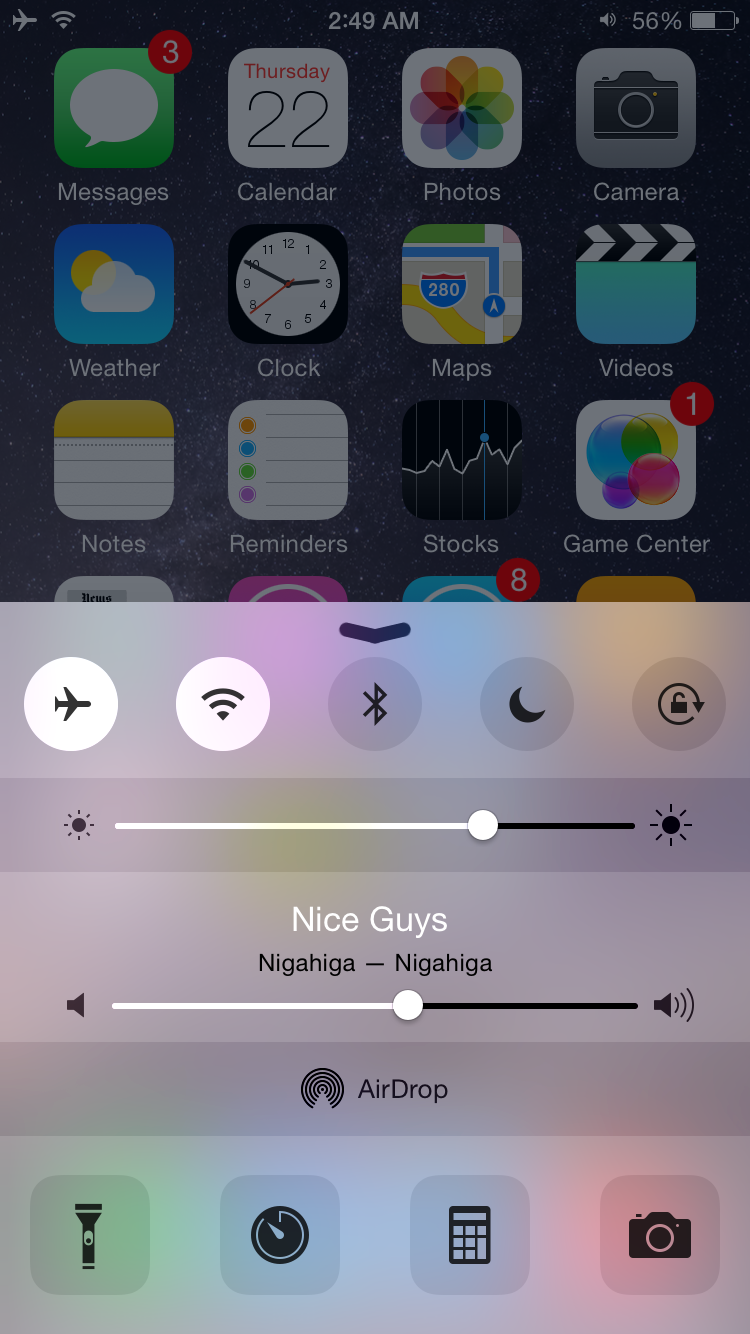 2:49 AM 56%
3
Thursday
22
Messages Calendar Photos Camera
12
11 1
10 2
9 3
8 4
7 5
6
280
Weather Clock Maps Videos
1
Notes Reminders Stocks Game Center
News 8
Nice Guys
Nigahiga — Nigahiga
AirDrop